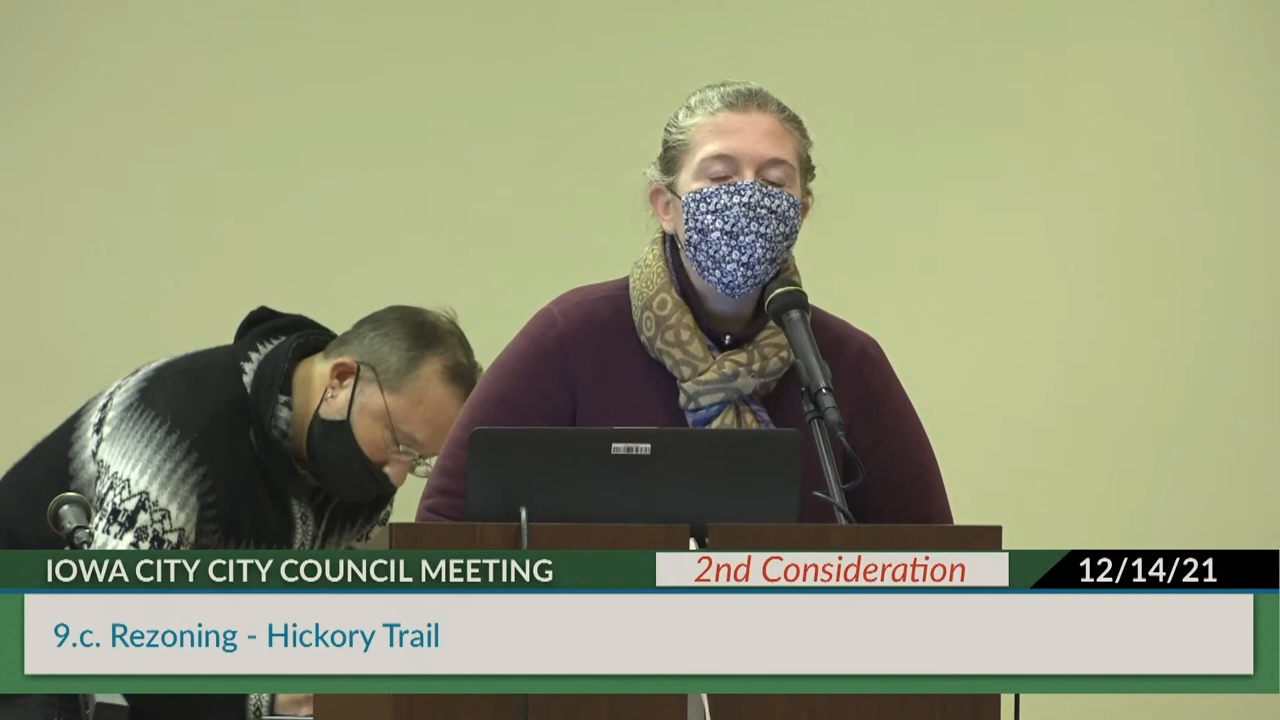 IOWA CITY CITY COUNCIL MEETING
2nd Consideration
12/14/21
9.c. Rezoning - Hickory Trail